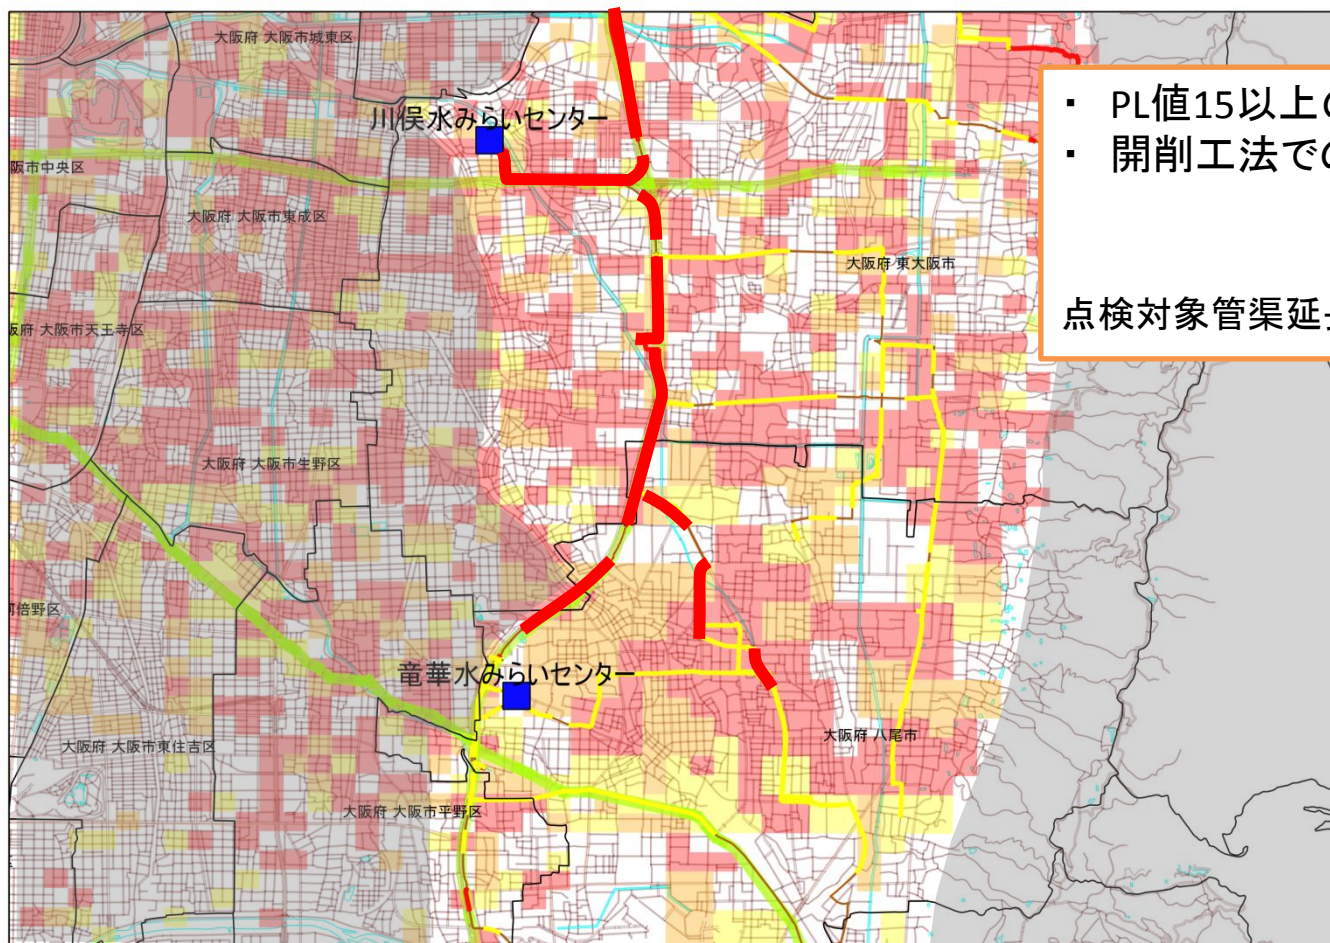 大阪府 大阪市城東区
・ PL値15以上の
川俣水みらいセンター
・ 開削工法での
阪市中央区
大阪府 大阪市東成区
大阪府 東大阪市
点検対象管渠延長
阪府 大阪市天王寺区
大阪府 大阪市生野区
倍野区
竜華水みらいセンター
大阪府 八尾市
大阪府 大阪市東住吉区
大阪府 大阪市平野区